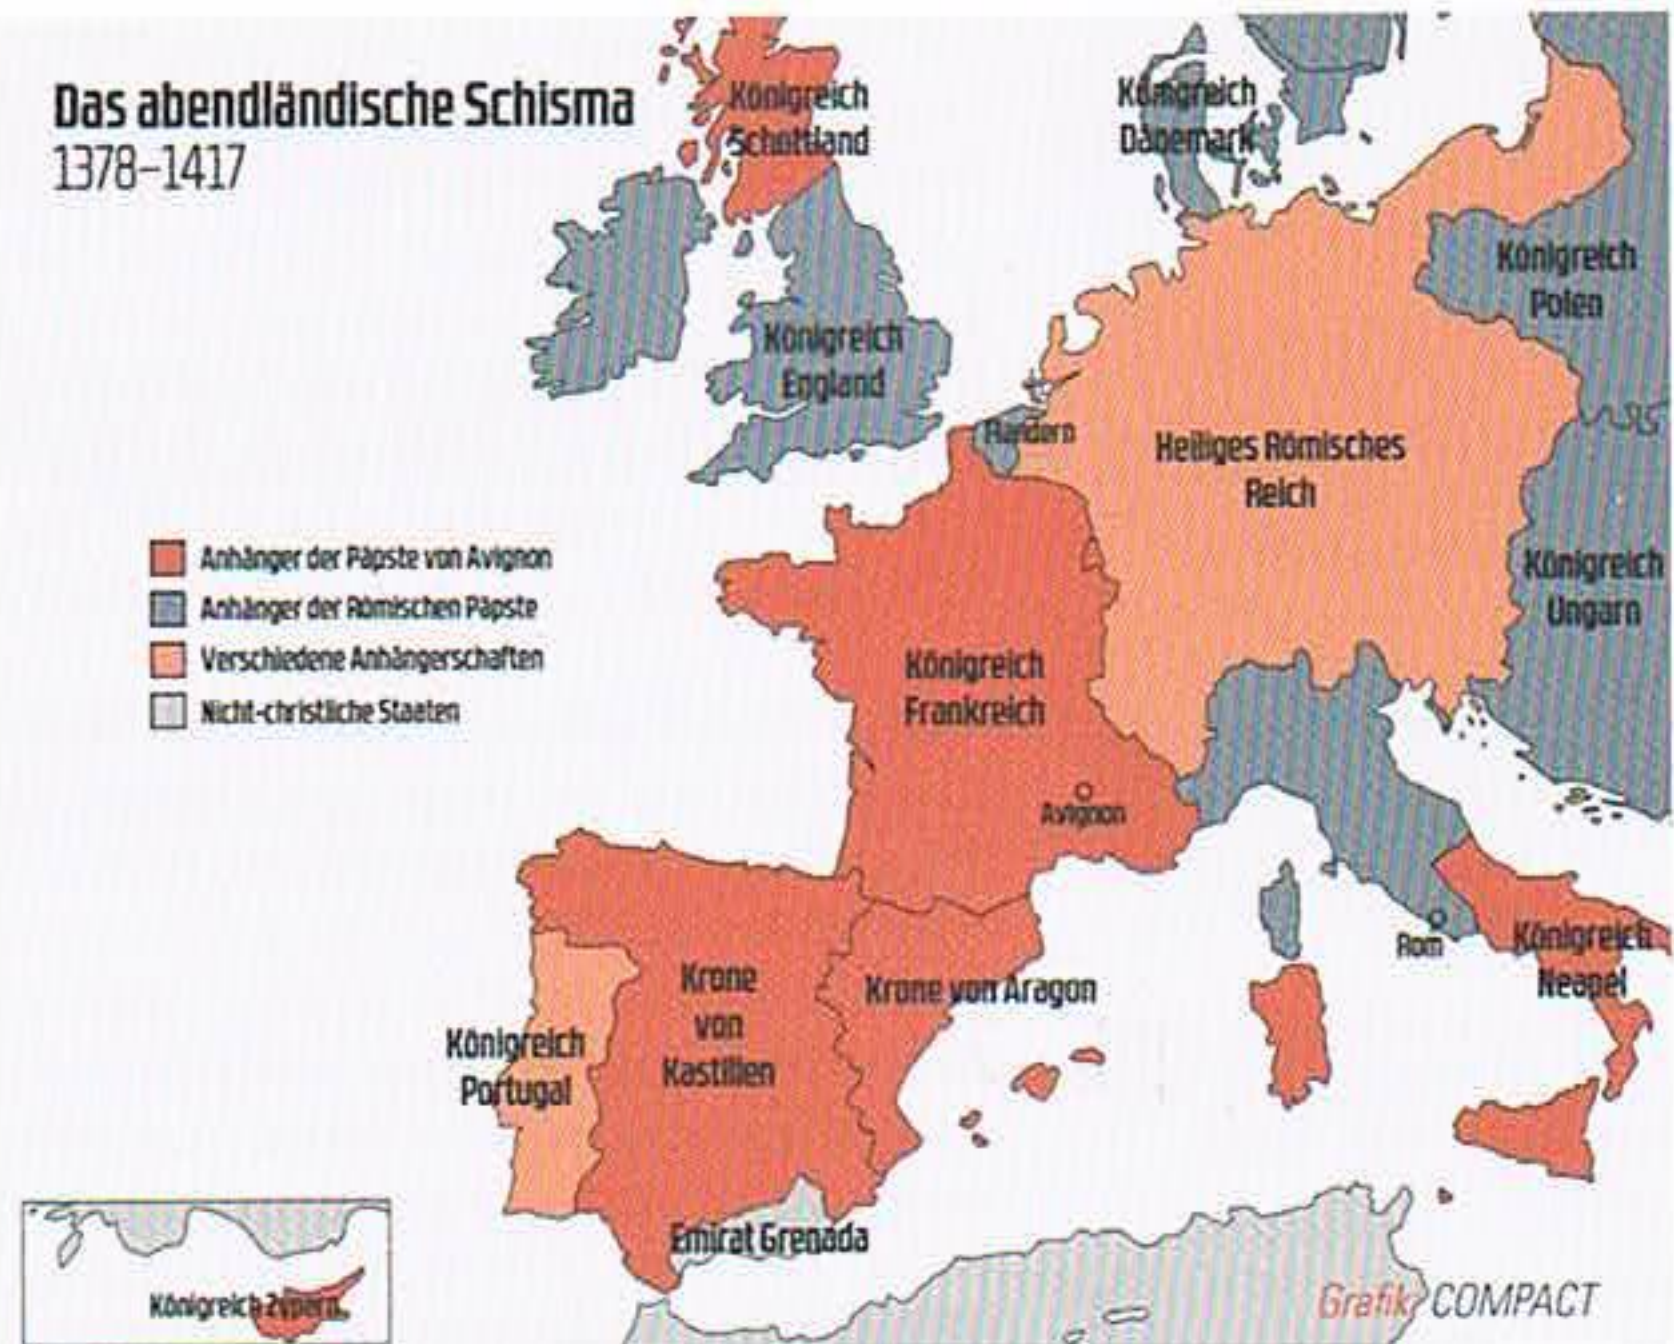 Das abendländische Schisma
1378–1417
Königreich
Schottland
Königreich
Dänemark
Königreich
Polen
Königreich
England
Flandern
Heiliges Römisches
Reich
Königreich
Ungarn
Anhänger der Päpste von Avignon
Anhänger der Römischen Päpste
Verschiedene Anhängerschaften
Nicht-christliche Staaten
Königreich
Frankreich
Avignon
Rom
Königreich
Neapel
Krone
von
Kastilien
Krone von Aragon
Königreich
Portugal
Emirat Grenada
Königreich Zypern
Grafik: COMPACT